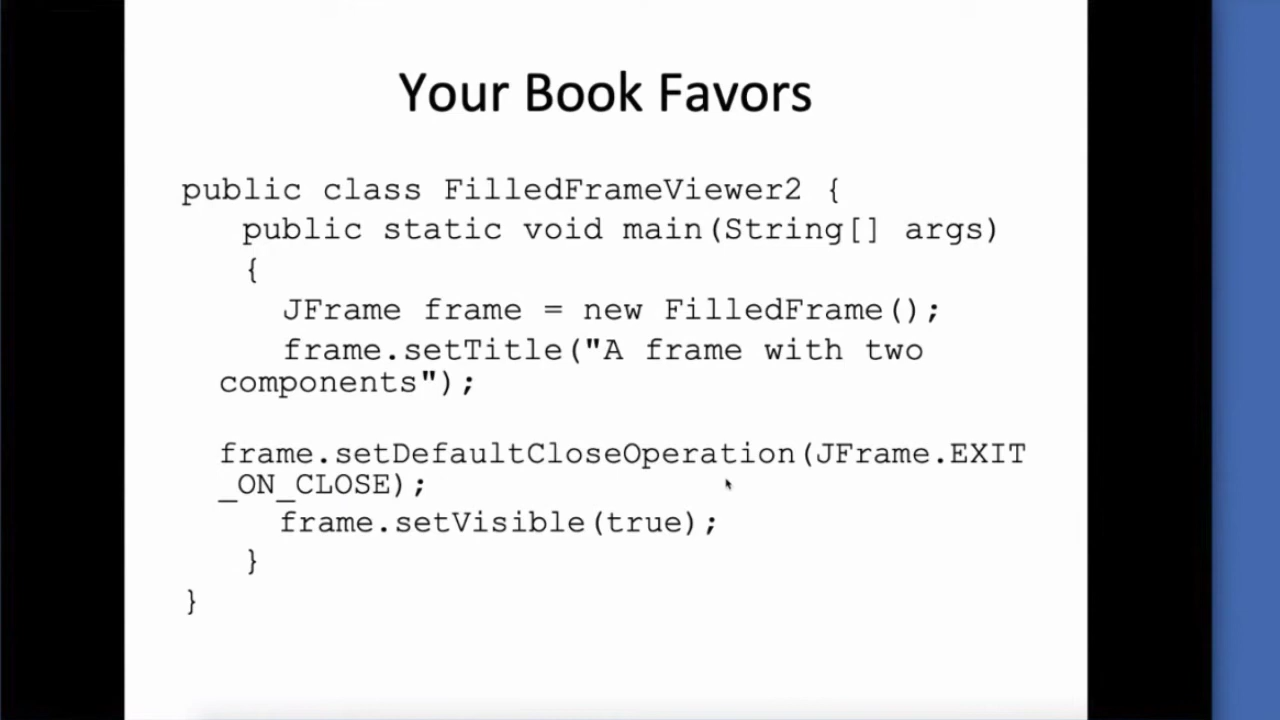 Your Book Favors
public class FilledFrameViewer2 {
public static void main(String[] args)
{
JFrame frame = new FilledFrame();
frame.setTitle("A frame with two
components");
frame.setDefaultCloseOperation(JFrame.EXIT
_ON_CLOSE);
frame.setVisible(true);
}
}